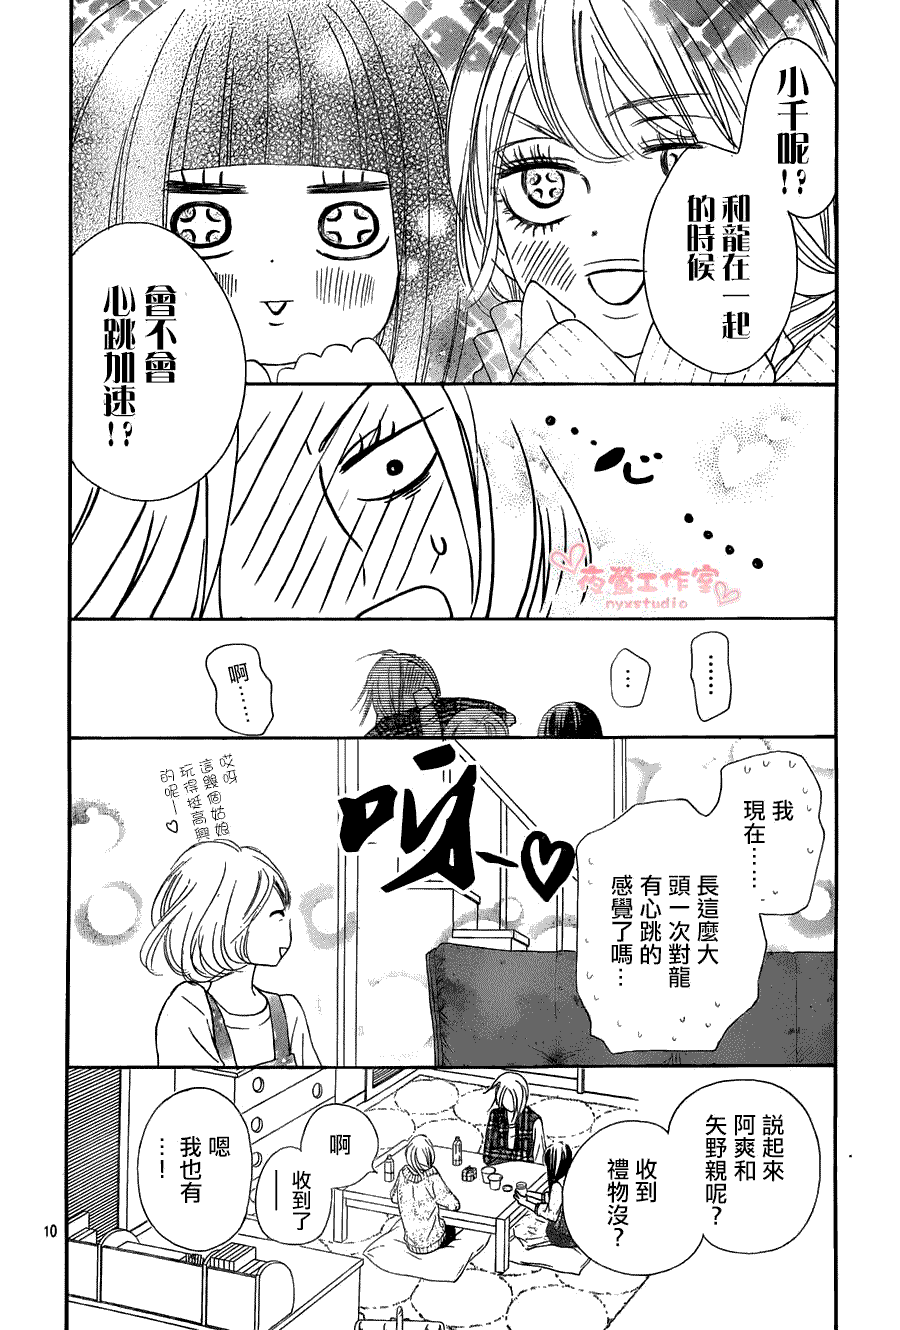 小千呢!?
和龍在一起
的時候
會不會
心跳加速!?
…心…
夜螢工作室
nyxstudio
……
…
啊……
我
現在……
長這麼大
頭一次對龍
有心跳的
感覺了嗎…
呀~♡
哎呀
這幾個姑娘
玩得挺高興
的呢ー♡
說起來
阿爽和
矢野親呢?
收到
禮物沒?
啊
收到了
——
嗯
我也有
…!
10